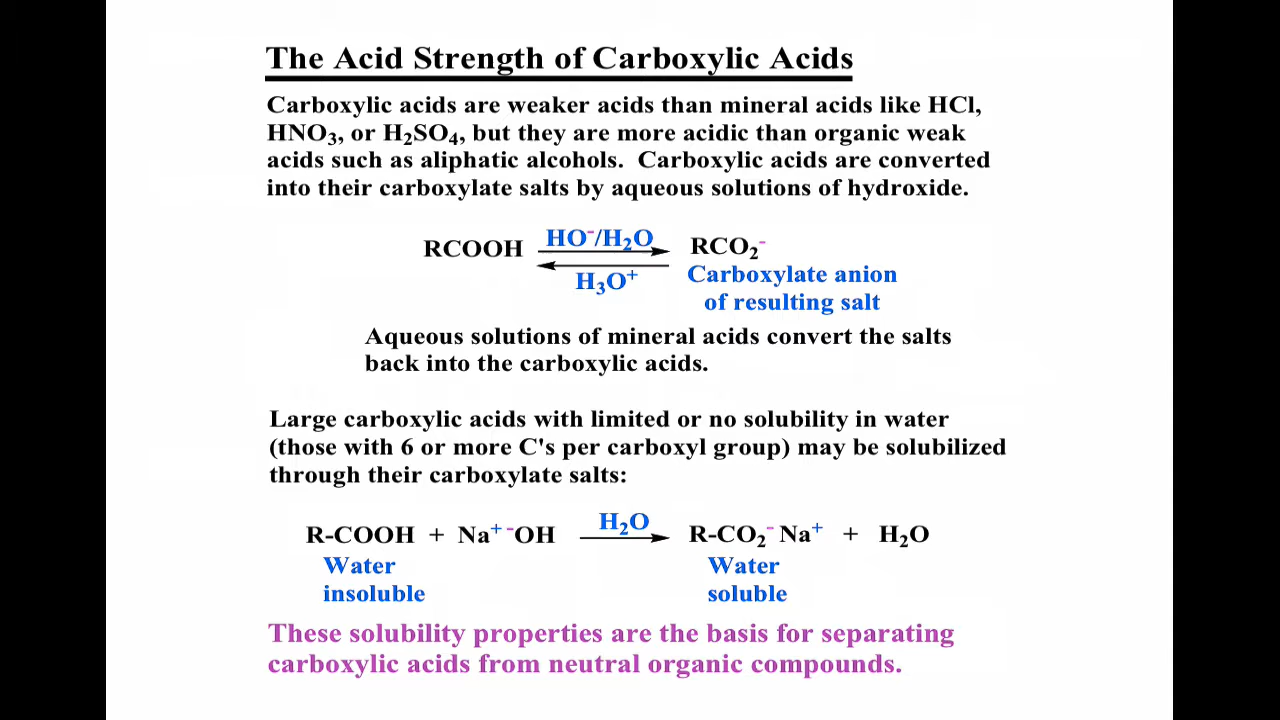 The Acid Strength of Carboxylic Acids
Carboxylic acids are weaker acids than mineral acids like HCl,
HNO₃, or H₂SO₄, but they are more acidic than organic weak
acids such as aliphatic alcohols.  Carboxylic acids are converted
into their carboxylate salts by aqueous solutions of hydroxide.
HO⁻/H₂O
RCOOH ⇌ RCO₂⁻
H₃O⁺
Carboxylate anion
of resulting salt
Aqueous solutions of mineral acids convert the salts
back into the carboxylic acids.
Large carboxylic acids with limited or no solubility in water
(those with 6 or more C's per carboxyl group) may be solubilized
through their carboxylate salts:
H₂O
R-COOH + Na⁺ ⁻OH → R-CO₂⁻ Na⁺ + H₂O
Water Water
insoluble soluble
These solubility properties are the basis for separating
carboxylic acids from neutral organic compounds.